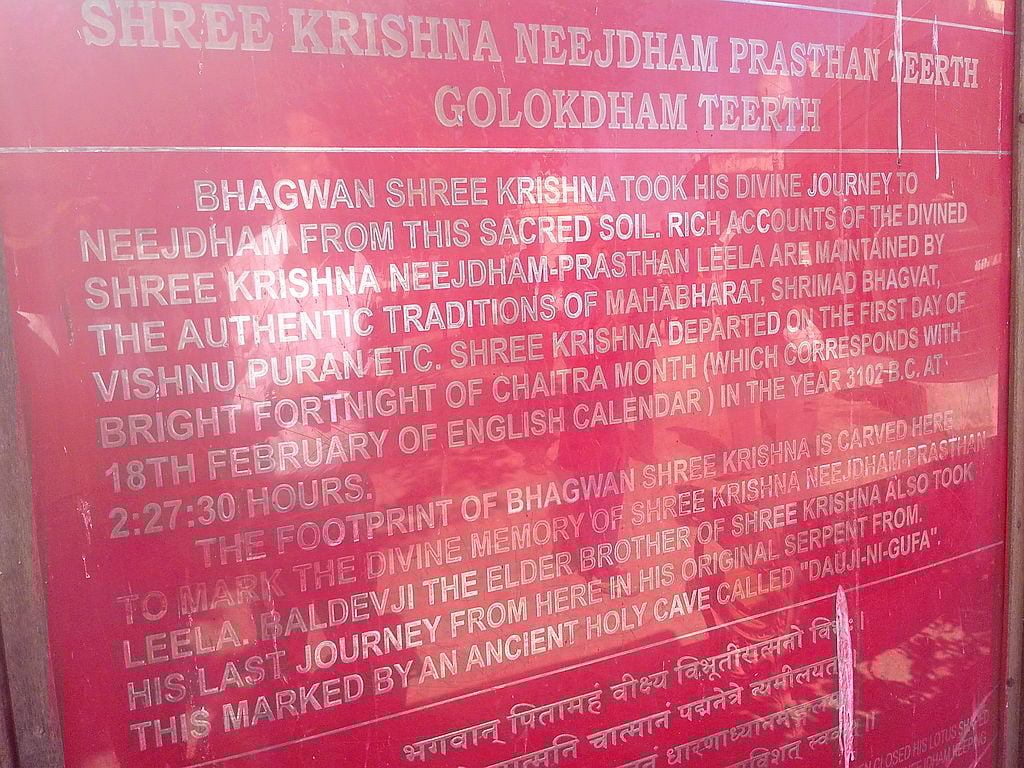 SHREE KRISHNA NEEJDHAM PRASTHAN TEERTH
GOLOKDHAM TEERTH
BHAGWAN SHREE KRISHNA TOOK HIS DIVINE JOURNEY TO
NEEJDHAM FROM THIS SACRED SOIL. RICH ACCOUNTS OF THE DIVINED
SHREE KRISHNA NEEJDHAM-PRASTHAN LEELA ARE MAINTAINED BY
THE AUTHENTIC TRADITIONS OF MAHABHARAT, SHRIMAD BHAGVAT,
VISHNU PURAN ETC. SHREE KRISHNA DEPARTED ON THE FIRST DAY OF
BRIGHT FORTNIGHT OF CHAITRA MONTH (WHICH CORRESPONDS WITH
18TH FEBRUARY OF ENGLISH CALENDAR ) IN THE YEAR 3102 B.C. AT
2:27:30 HOURS.
THE FOOTPRINT OF BHAGWAN SHREE KRISHNA IS CARVED HERE
TO MARK THE DIVINE MEMORY OF SHREE KRISHNA NEEJDHAM-PRASTHAN
LEELA. BALDEVJI THE ELDER BROTHER OF SHREE KRISHNA ALSO TOOK
HIS LAST JOURNEY FROM HERE IN HIS ORIGINAL SERPENT FROM.
THIS MARKED BY AN ANCIENT HOLY CAVE CALLED "DAUJI-NI-GUFA".
भगवान् पितामहं वीक्ष्य
चात्मानं पद्मनेत्रे
CLOSED HIS LOTUS